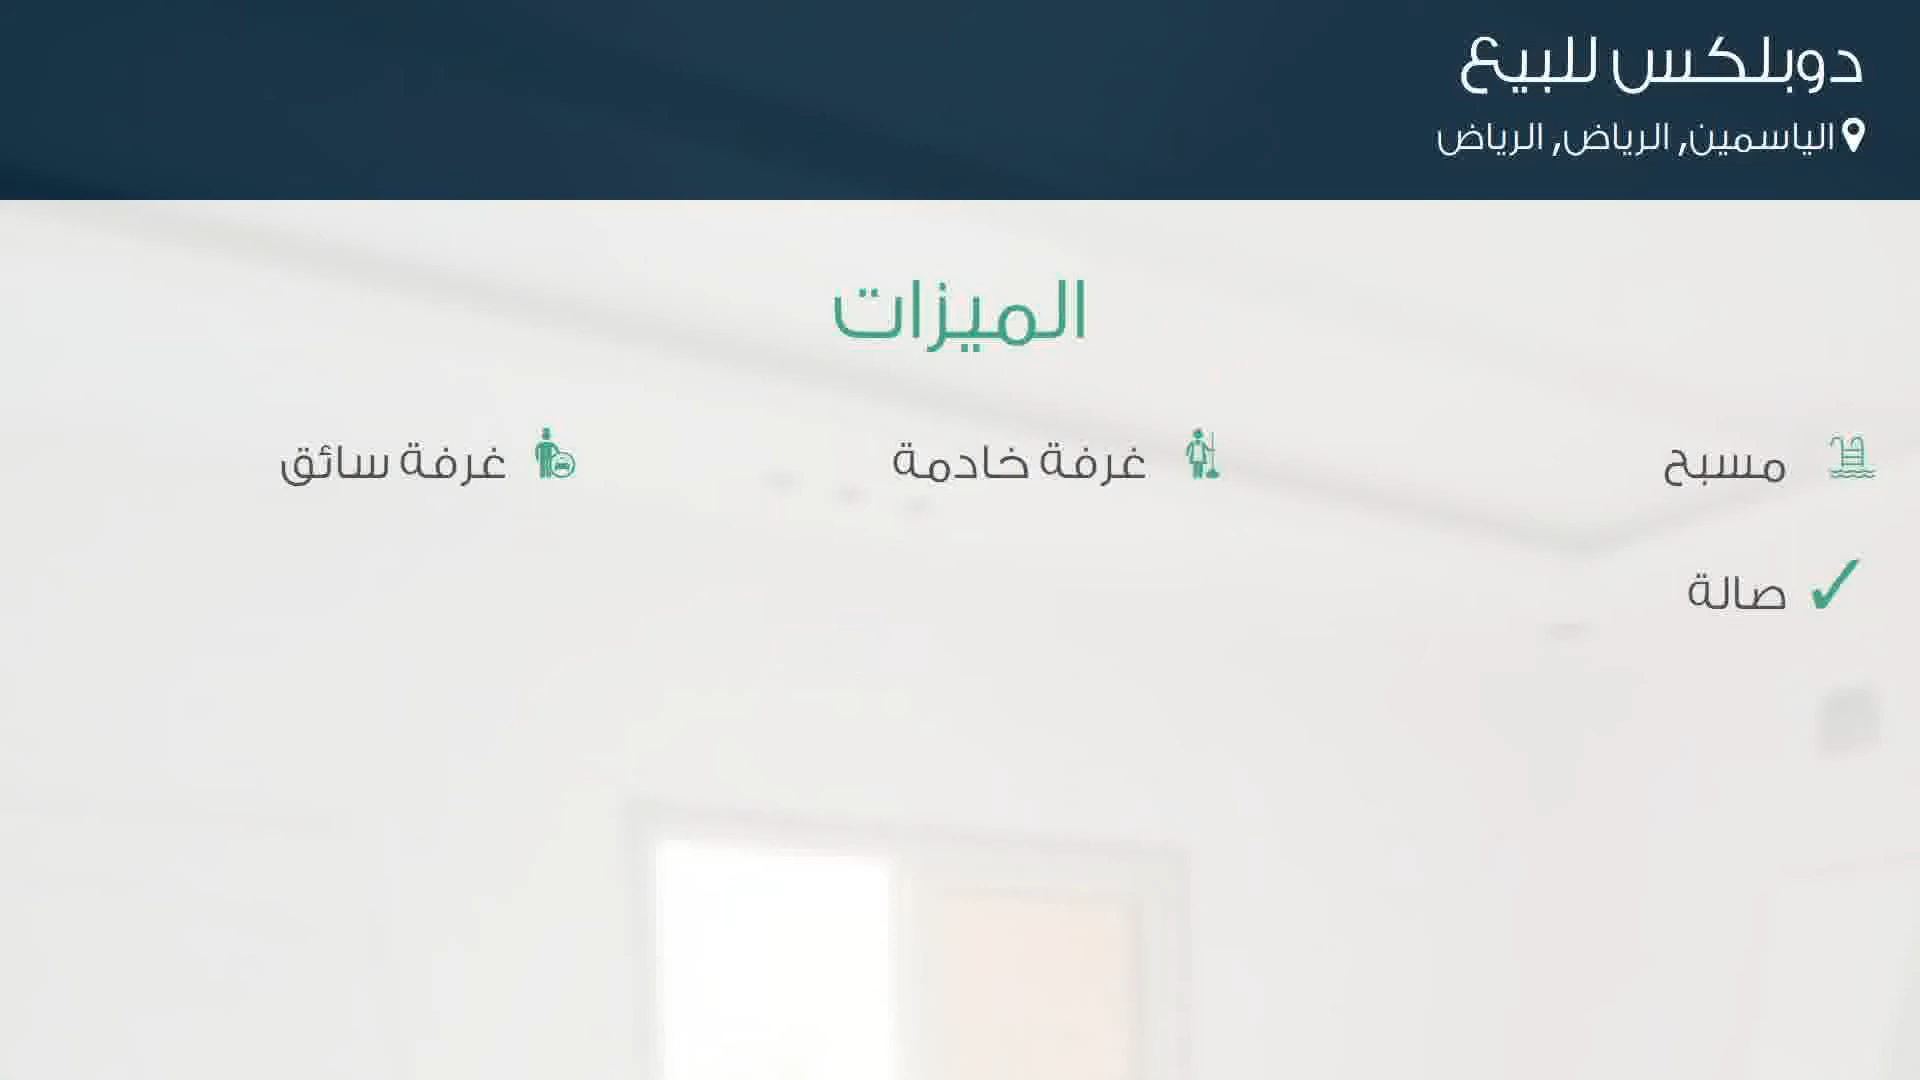 دوبلكس للبيع
الياسمين, الرياض, الرياض
الميزات
مسبح
غرفة خادمة
غرفة سائق
صالة